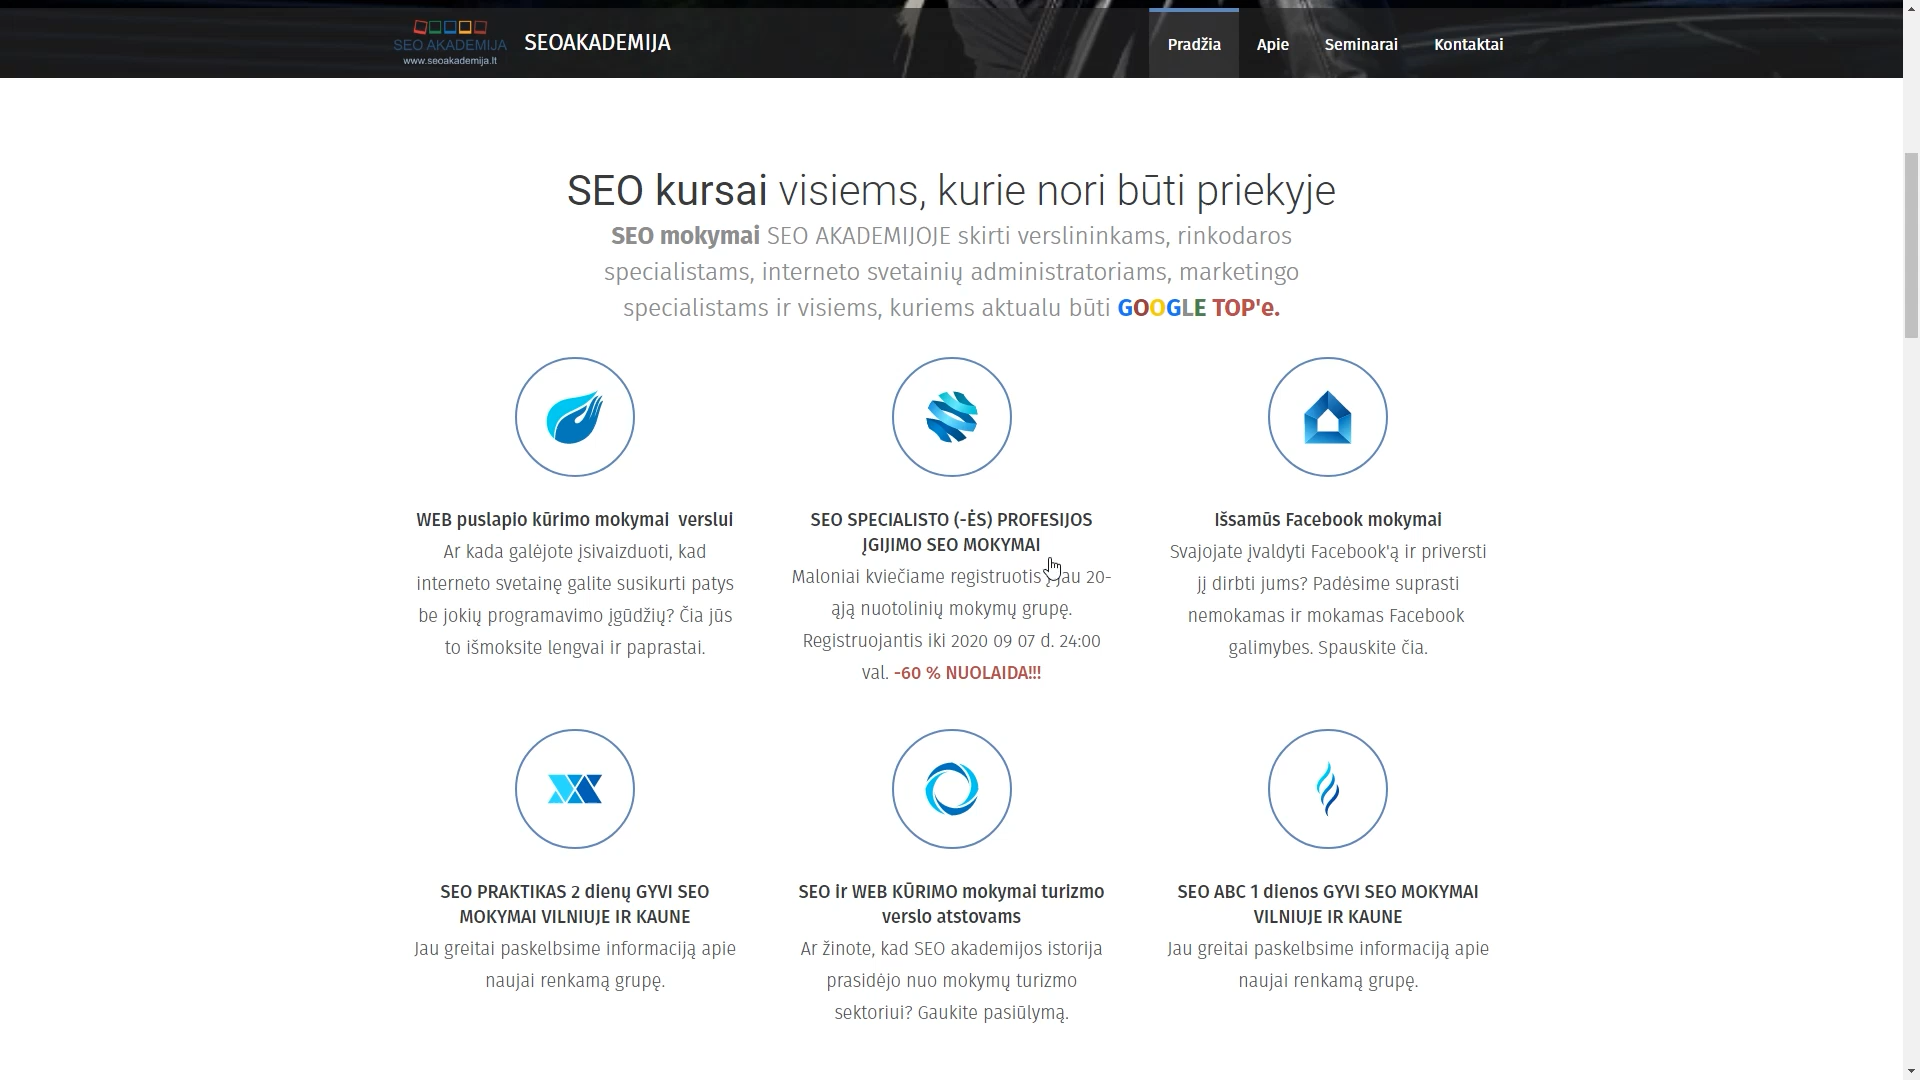 SEO AKADEMIJA
www.seoakademija.lt
SEOAKADEMIJA
Pradžia
Apie
Seminarai
Kontaktai
SEO kursai visiems, kurie nori būti priekyje
SEO mokymai SEO AKADEMIJOJE skirti verslininkams, rinkodaros
specialistams, interneto svetainių administratoriams, marketingo
specialistams ir visiems, kuriems aktualu būti GOOGLE TOP'e.
WEB puslapio kūrimo mokymai verslui
Ar kada galėjote įsivaizduoti, kad
interneto svetainę galite susikurti patys
be jokių programavimo įgūdžių? Čia jūs
to išmoksite lengvai ir paprastai.
SEO SPECIALISTO (-ĖS) PROFESIJOS
ĮGIJIMO SEO MOKYMAI
Maloniai kviečiame registruotis į jau 20-
ąją nuotolinių mokymų grupę.
Registruojantis iki 2020 09 07 d. 24:00
val. -60 % NUOLAIDA!!!
Išsamūs Facebook mokymai
Svajojate įvaldyti Facebook'ą ir priversti
jį dirbti jums? Padėsime suprasti
nemokamas ir mokamas Facebook
galimybes. Spauskite čia.
SEO PRAKTIKAS 2 dienų GYVI SEO
MOKYMAI VILNIUJE IR KAUNE
Jau greitai paskelbsime informaciją apie
naujai renkamą grupę.
SEO ir WEB KŪRIMO mokymai turizmo
verslo atstovams
Ar žinote, kad SEO akademijos istorija
prasidėjo nuo mokymų turizmo
sektoriui? Gaukite pasiūlymą.
SEO ABC 1 dienos GYVI SEO MOKYMAI
VILNIUJE IR KAUNE
Jau greitai paskelbsime informaciją apie
naujai renkamą grupę.